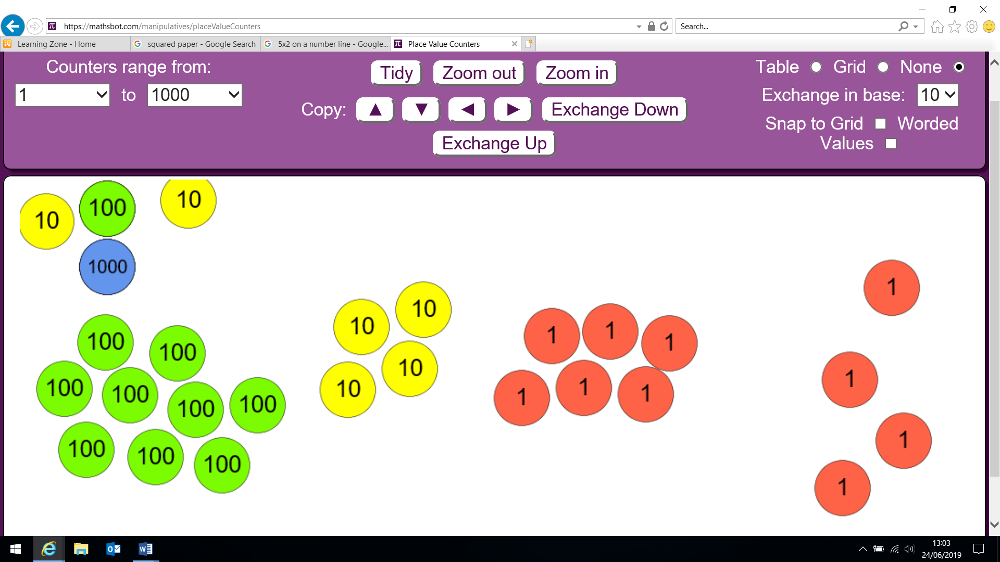 https://mathsbot.com/manipulatives/placeValueCounters
Search...
Learning Zone - Home
squared paper - Google Search
5x2 on a number line - Google...
Place Value Counters
Counters range from:
1 to 1000
Tidy Zoom out Zoom in
Copy: ▲ ▼ ◀ ▶ Exchange Down
Exchange Up
Table Grid None
Exchange in base: 10
Snap to Grid Worded
Values
10 100 10
1000
1
10 10
100 100
1 1 1
10 10
100 100 100 100
1 1 1
1
1
100 100 100
1
13:03
24/06/2019